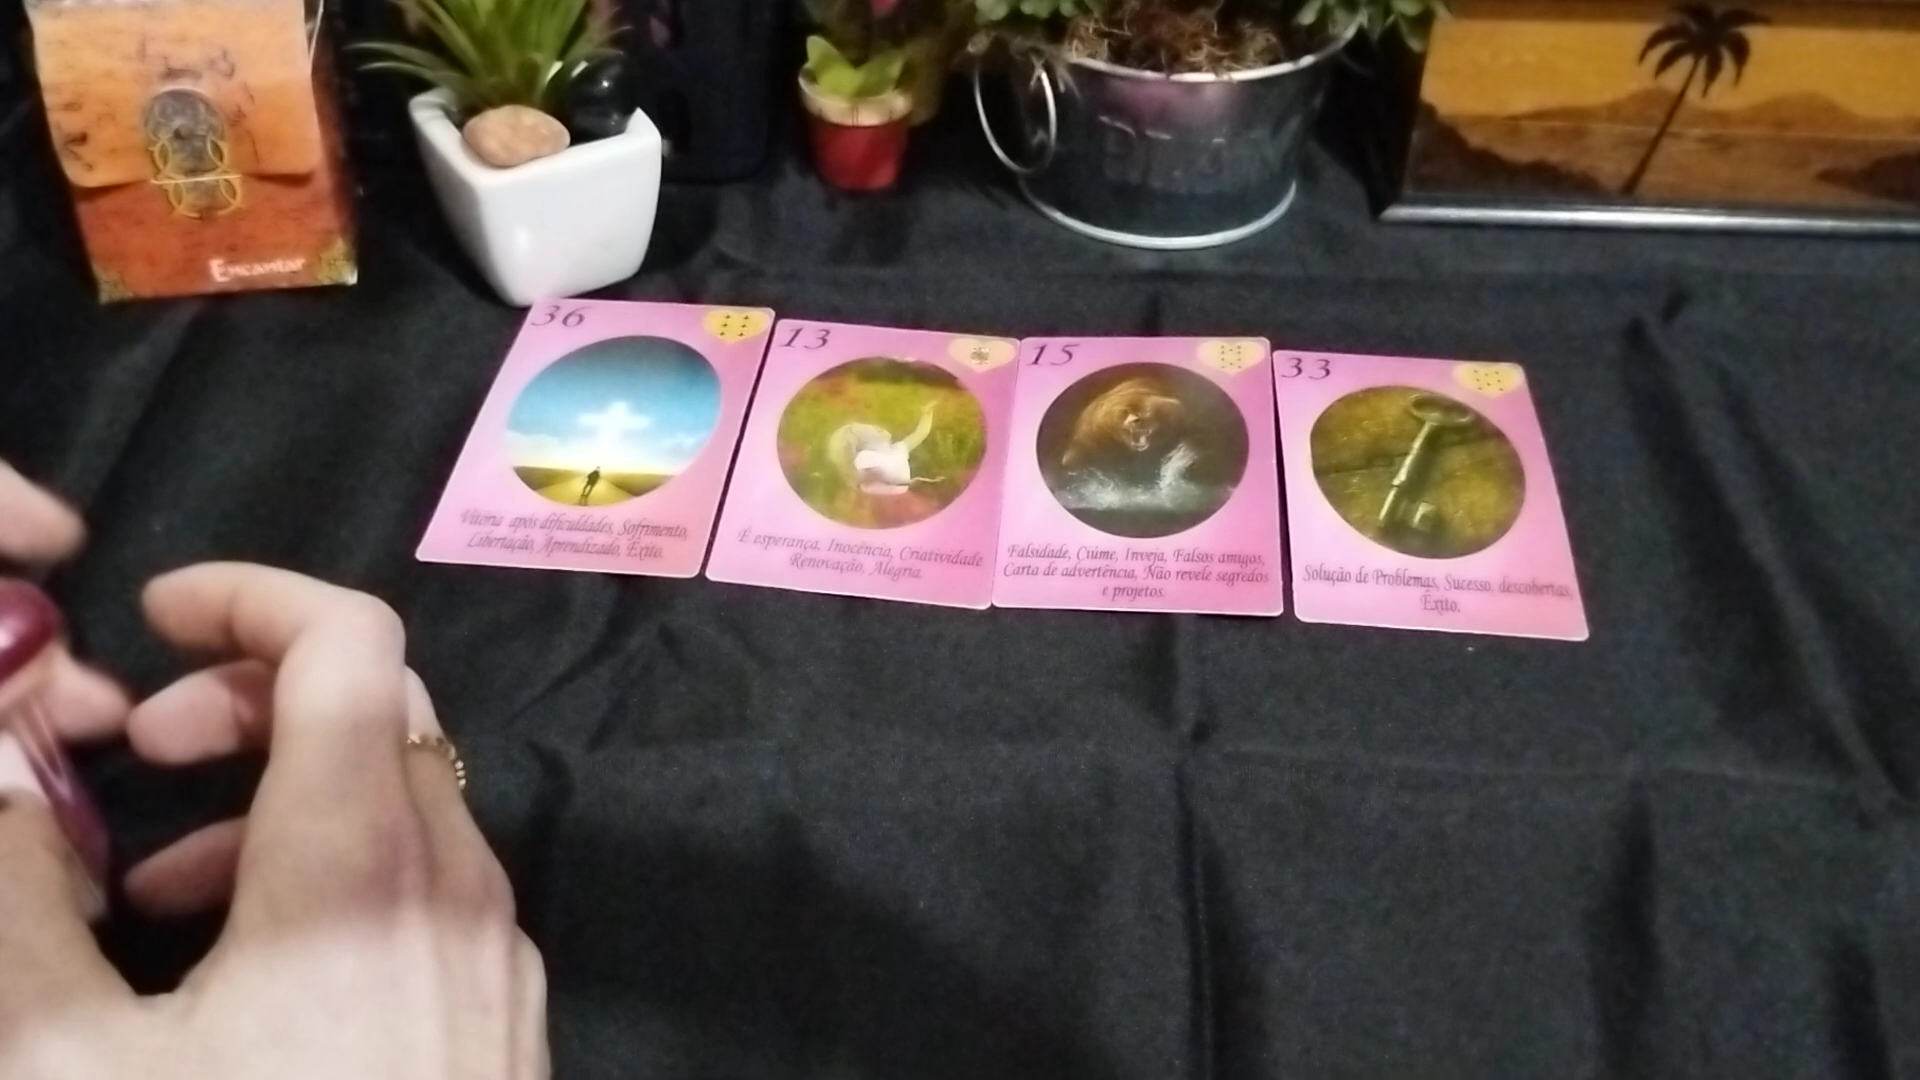 Encantar
36
Vitória após dificuldades, Sofrimento,
Libertação, Aprendizado, Êxito.
13
É esperança, Inocência, Criatividade
Renovação, Alegria.
15
Falsidade, Ciúme, Inveja, Falsos amigos,
Carta de advertência, Não revele segredos
e projetos.
33
Solução de Problemas, Sucesso, descobertas,
Êxito.